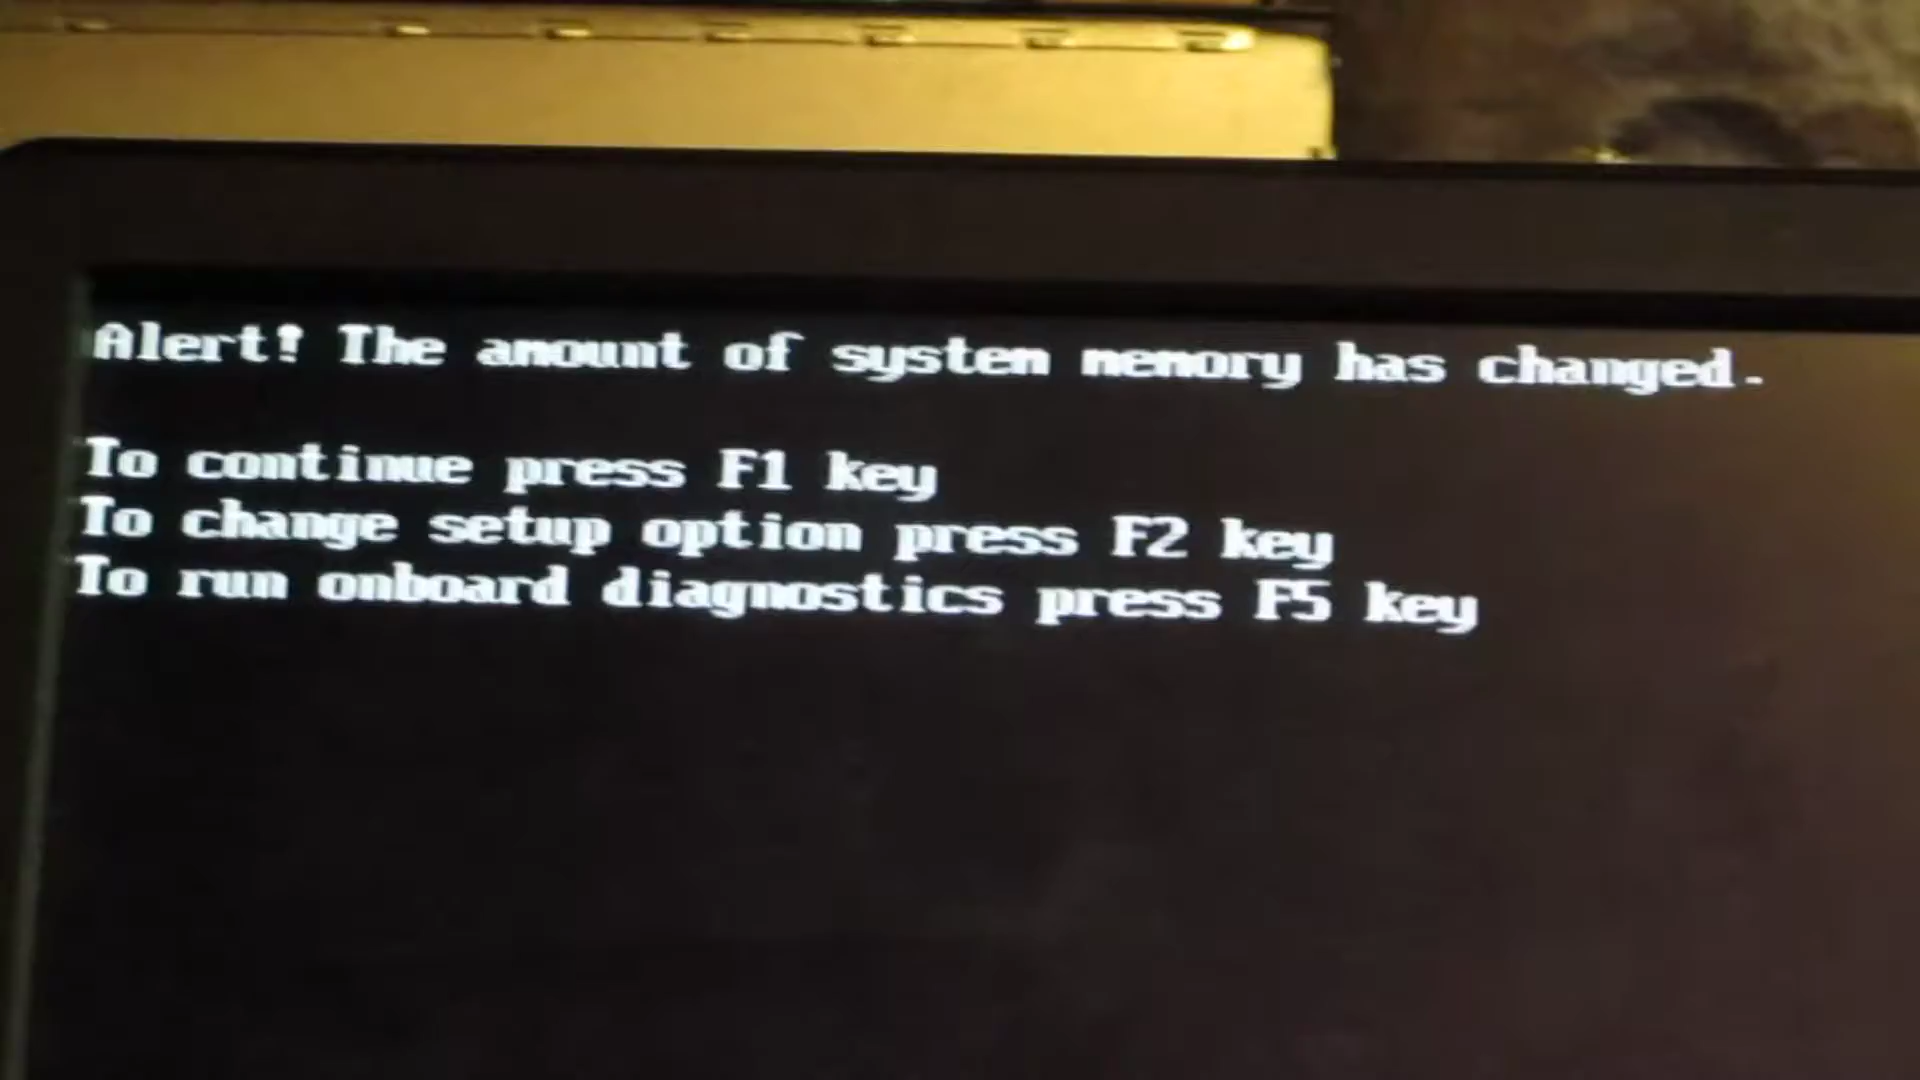 Alert! The amount of system memory has changed.
To continue press F1 key
To change setup option press F2 key
To run onboard diagnostics press F5 key